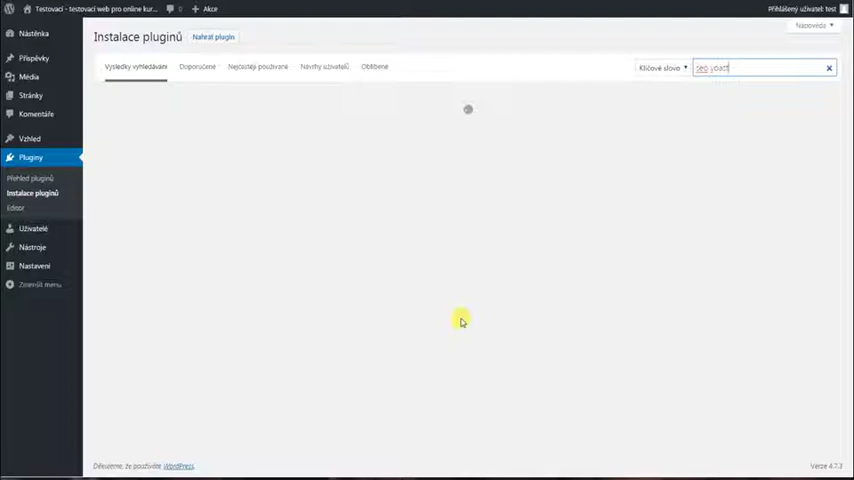 Testovací - testovací web pro online kur... 0 + Akce Přihlášený uživatel: test
Nápověda
Instalace pluginů Nahrát plugin
Výsledky vyhledávání Doporučené Nejčastěji používané Návrhy uživatelů Oblíbené Klíčové slovo seo yoast
Nástěnka
Příspěvky
Média
Stránky
Komentáře
Vzhled
Pluginy
Přehled pluginů
Instalace pluginů
Editor
Uživatelé
Nástroje
Nastavení
Zmenšit menu
Děkujeme, že používáte WordPress.
Verze 4.7.3